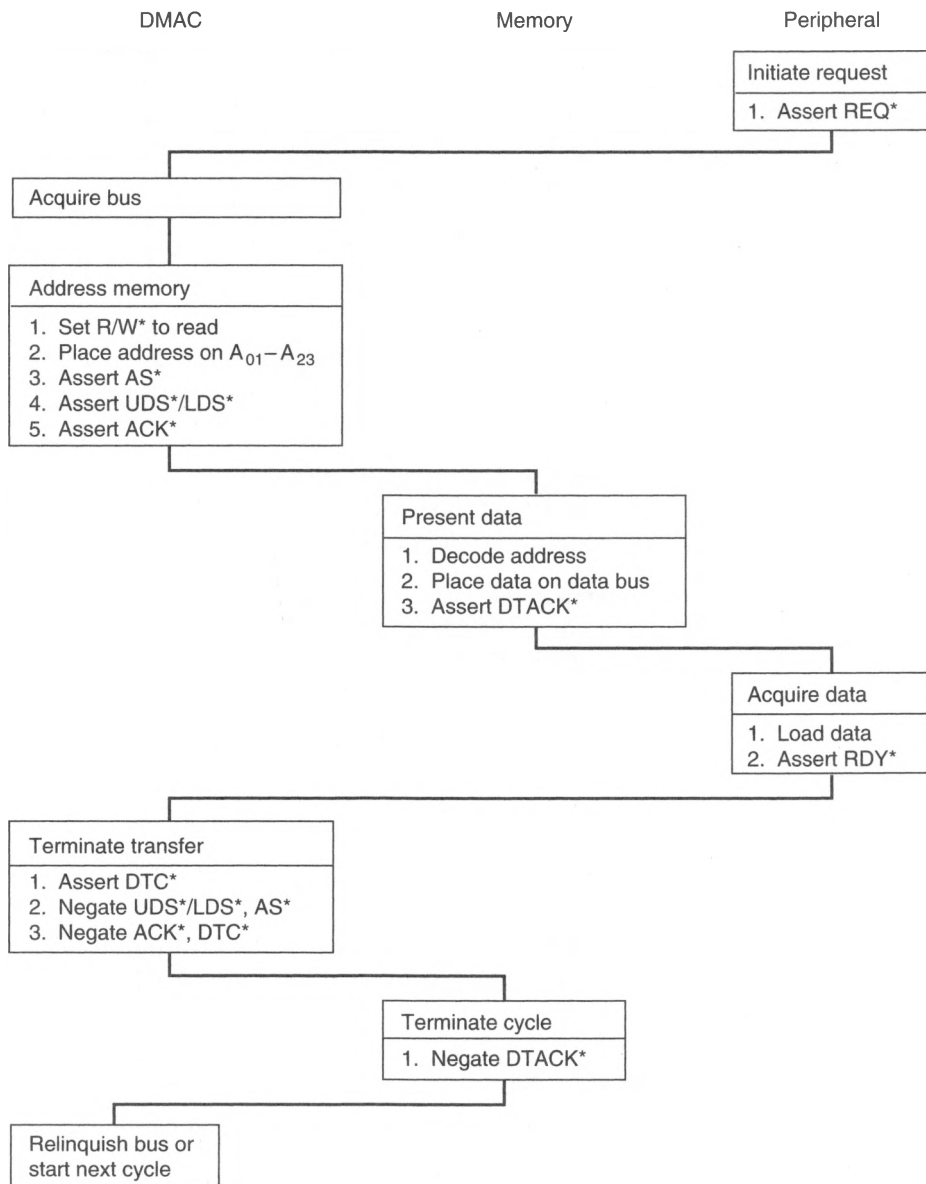 DMAC Memory Peripheral
Initiate request
1. Assert REQ*
Acquire bus
Address memory
1. Set R/W* to read
2. Place address on A₀₁–A₂₃
3. Assert AS*
4. Assert UDS*/LDS*
5. Assert ACK*
Present data
1. Decode address
2. Place data on data bus
3. Assert DTACK*
Acquire data
1. Load data
2. Assert RDY*
Terminate transfer
1. Assert DTC*
2. Negate UDS*/LDS*, AS*
3. Negate ACK*, DTC*
Terminate cycle
1. Negate DTACK*
Relinquish bus or
start next cycle